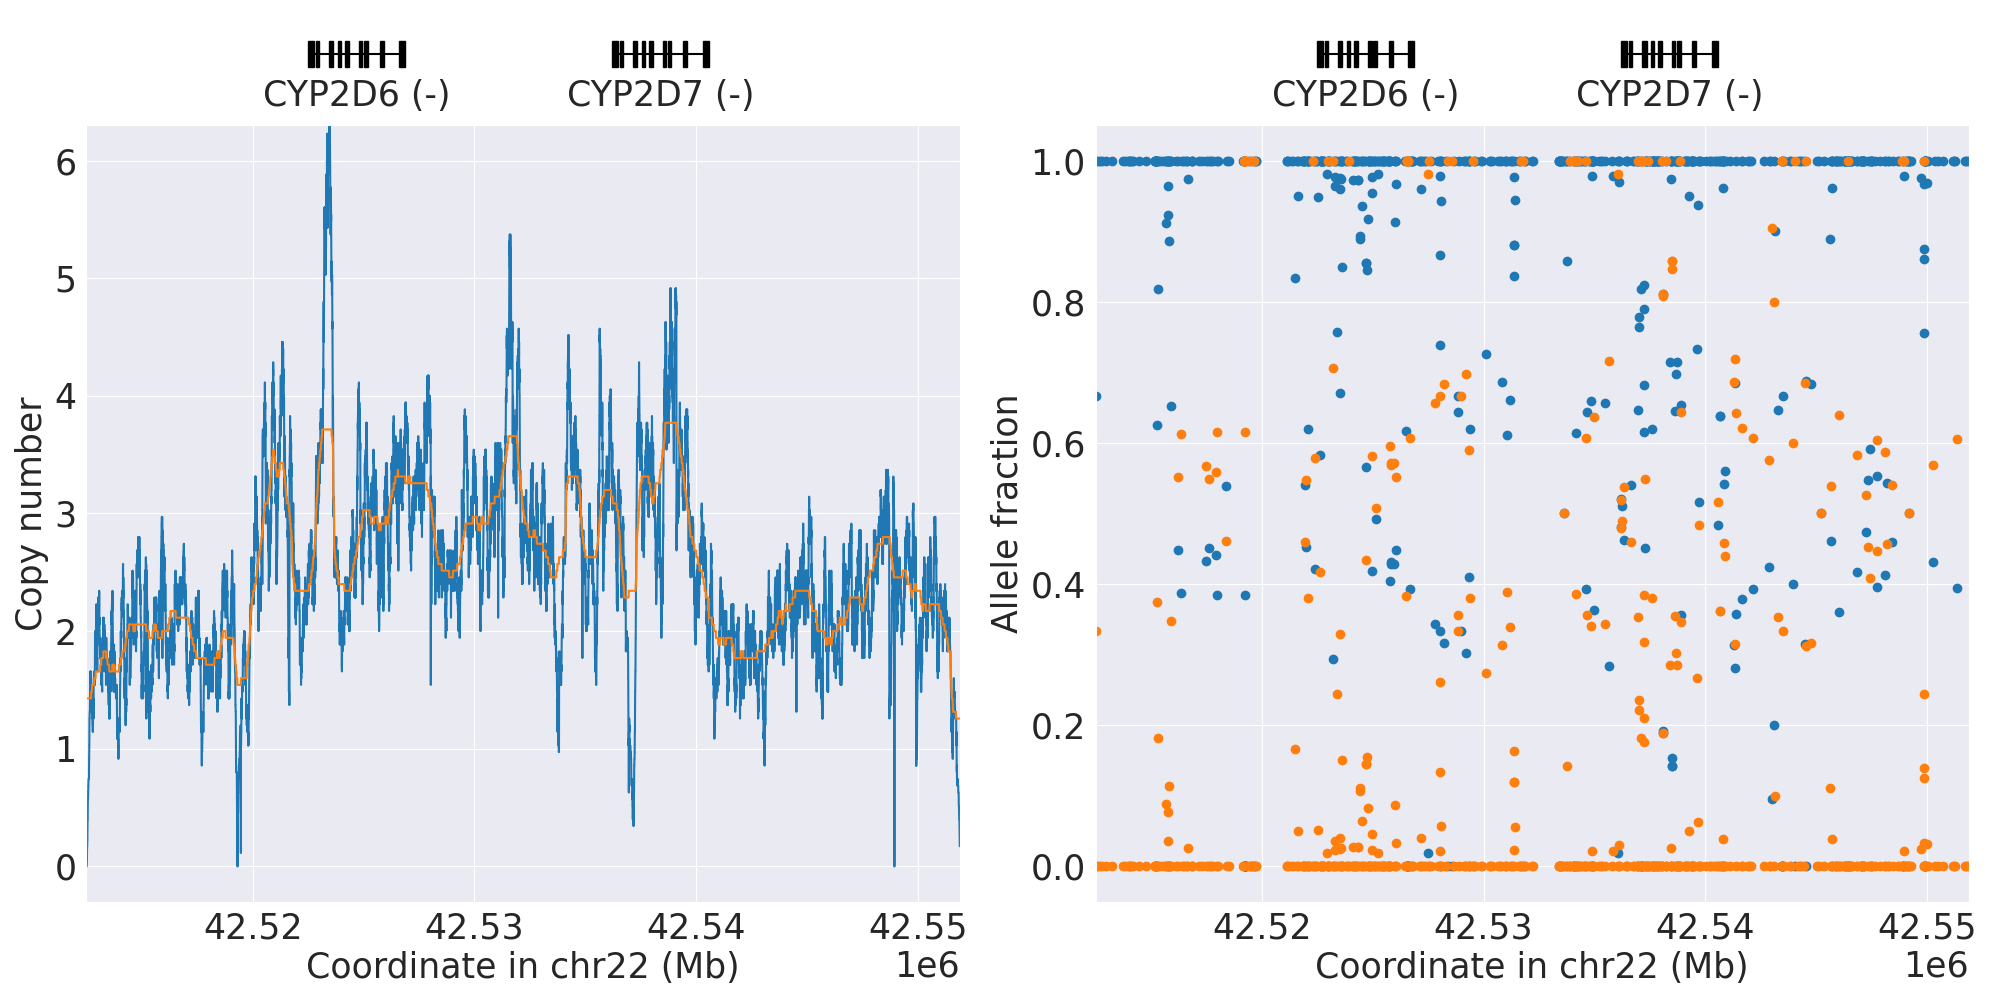 CYP2D6 (-) CYP2D7 (-)
6
5
4
3
2
1
0
Copy number
42.52 42.53 42.54 42.55
Coordinate in chr22 (Mb) 1e6
CYP2D6 (-) CYP2D7 (-)
1.0
0.8
0.6
0.4
0.2
0.0
Allele fraction
42.52 42.53 42.54 42.55
Coordinate in chr22 (Mb) 1e6